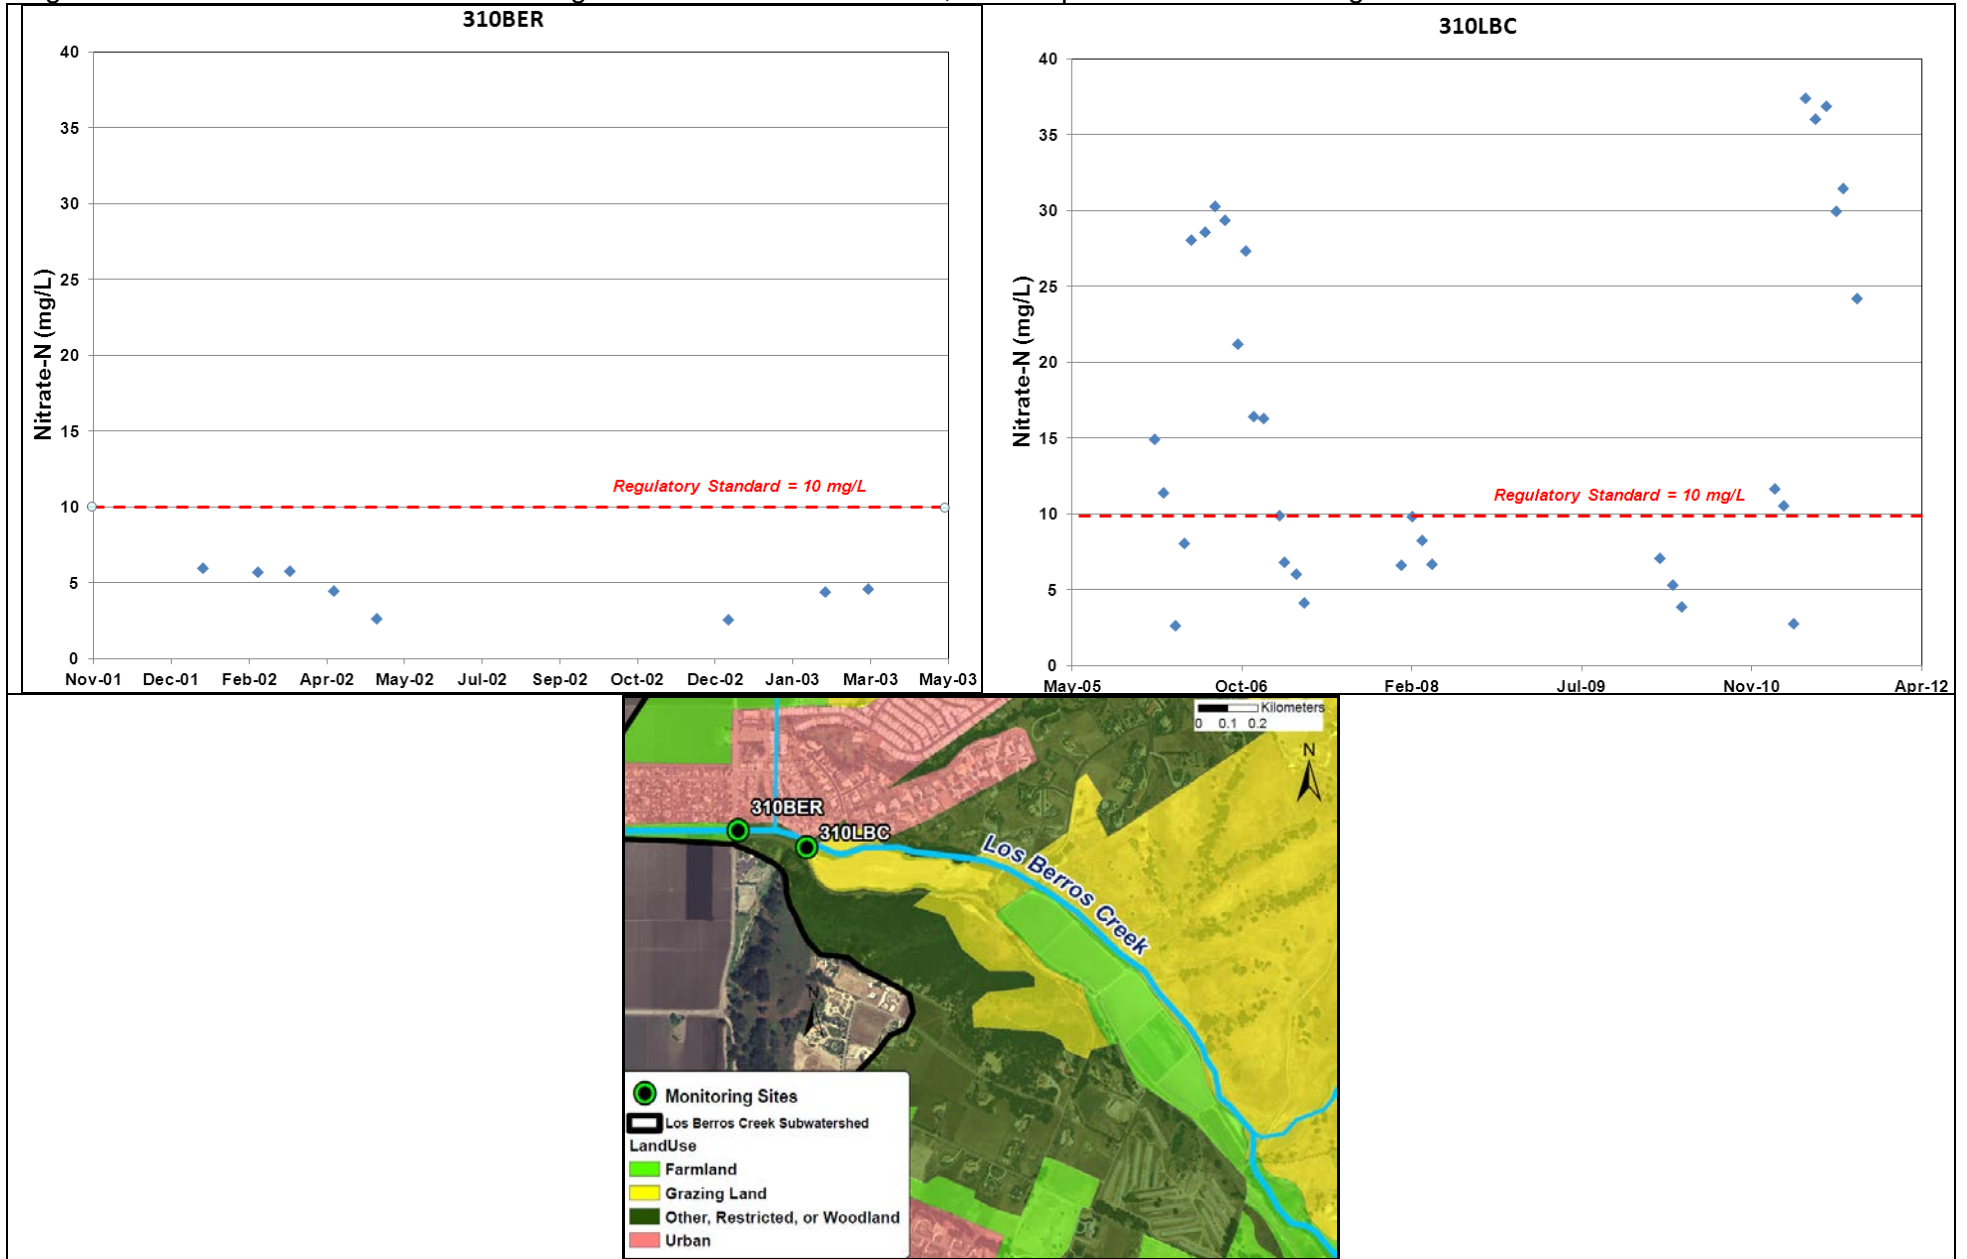 310BER
40
35
30
25
20
15
10
5
0
Nitrate-N (mg/L)
Regulatory Standard = 10 mg/L
Nov-01 Dec-01 Feb-02 Apr-02 May-02 Jul-02 Sep-02 Oct-02 Dec-02 Jan-03 Mar-03 May-03
310LBC
40
35
30
25
20
15
10
5
0
Nitrate-N (mg/L)
Regulatory Standard = 10 mg/L
May-05 Oct-06 Feb-08 Jul-09 Nov-10 Apr-12
Kilometers
0 0.1 0.2
N
310BER
310LBC
Los Berros Creek
N
Monitoring Sites
Los Berros Creek Subwatershed
LandUse
Farmland
Grazing Land
Other, Restricted, or Woodland
Urban